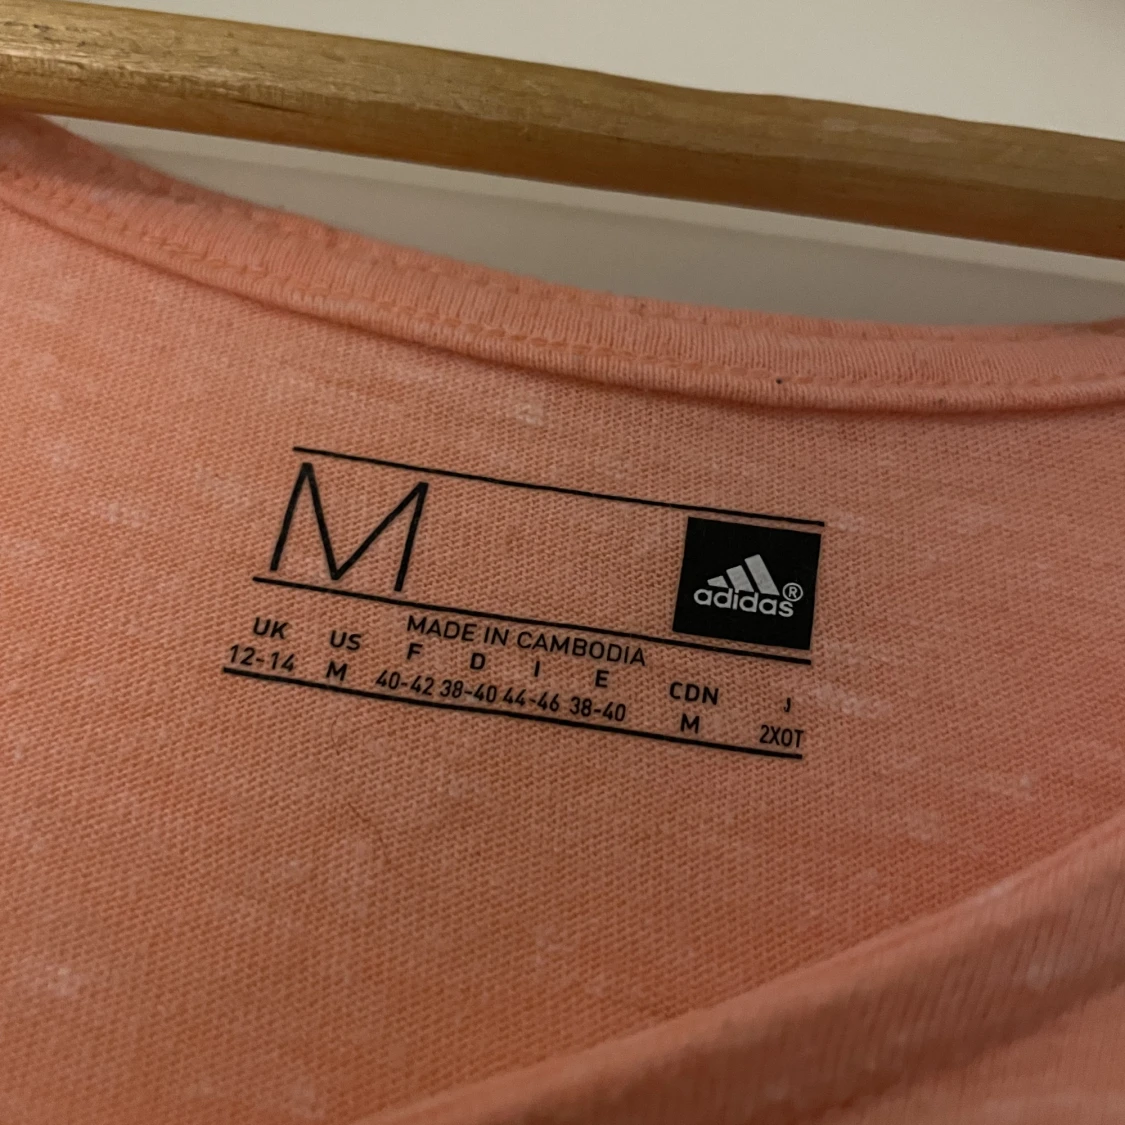 M
adidas®
MADE IN CAMBODIA
UK US F D I E CDN J
12-14 M 40-42 38-40 44-46 38-40 M 2XOT